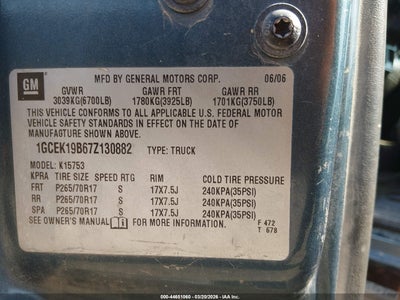 GM
MFD BY GENERAL MOTORS CORP. 06/06
GVWR GAWR FRT GAWR RR
3039KG(6700LB) 1780KG(3925LB) 1701KG(3750LB)
THIS VEHICLE CONFORMS TO ALL APPLICABLE U.S. FEDERAL MOTOR
VEHICLE SAFETY STANDARDS IN EFFECT ON THE DATE OF
MANUFACTURE SHOWN ABOVE.
1GCEK19B67Z130882 TYPE: TRUCK
MODEL: K15753
KPRA TIRE SIZE SPEED RTG RIM COLD TIRE PRESSURE
FRT P265/70R17 S 17X7.5J 240KPA(35PSI)
RR P265/70R17 S 17X7.5J 240KPA(35PSI)
SPA P265/70R17 S 17X7.5J 240KPA(35PSI)
SEE OWNER'S MANUAL FOR MORE INFORMATION.
F 472
T 678
000-44651060 - 03/20/2026 - IAAI.COM